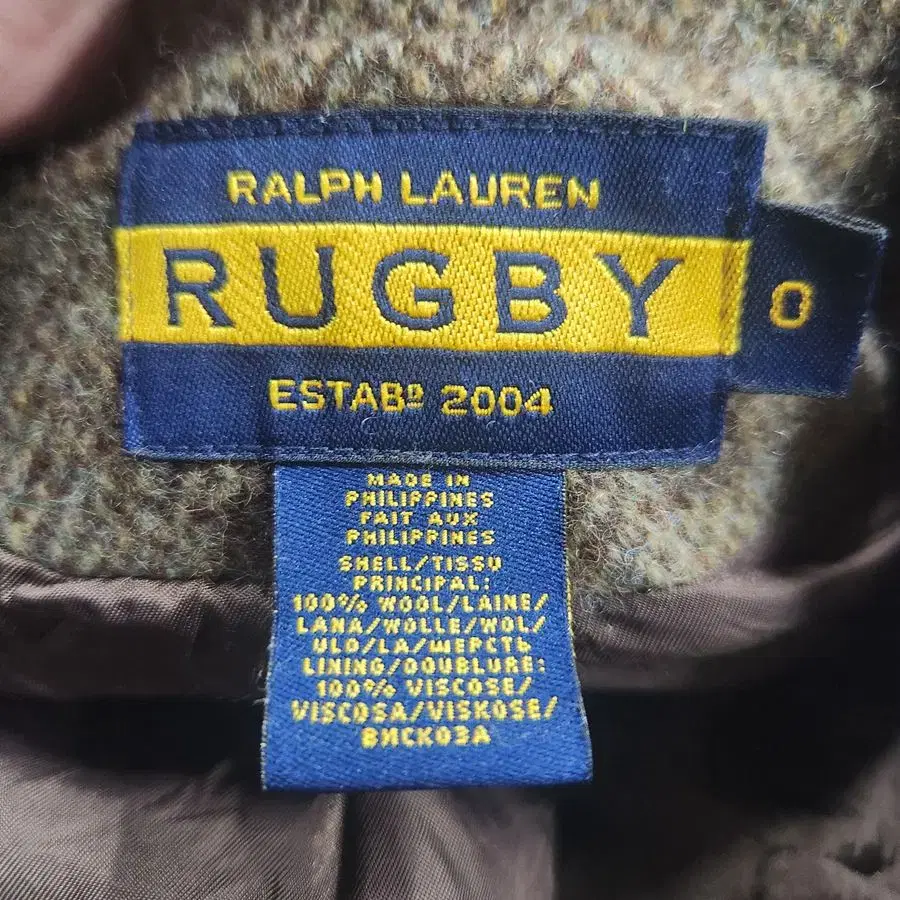 RALPH LAUREN
RUGBY
0
ESTABD 2004
MADE IN
PHILIPPINES
FAIT AUX
PHILIPPINES
SHELL/TISSU
PRINCIPAL:
100% WOOL/LAINE/
LANA/WOLLE/WOL/
ULD/LÃ/ШЕРСТЬ
LINING/DOUBLURE:
100% VISCOSE/
VISCOSA/VISKOSE/
ВИСКОЗА